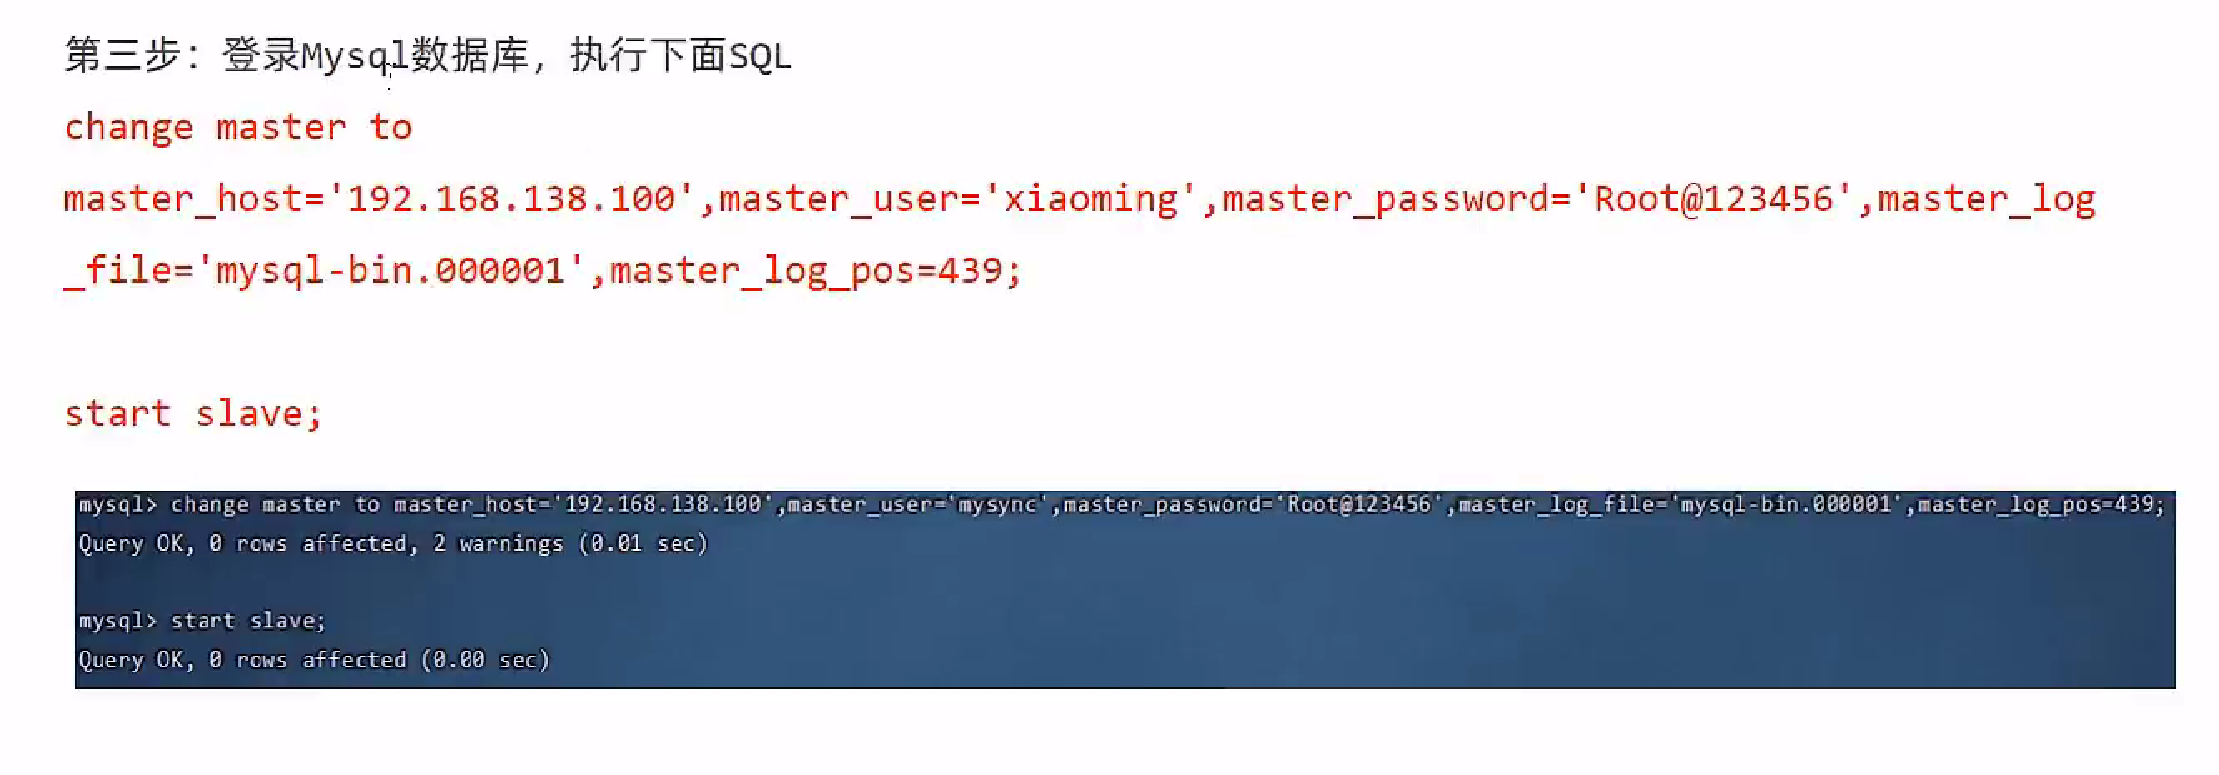 第三步：登录Mysql数据库，执行下面SQL
change master to
master_host='192.168.138.100',master_user='xiaoming',master_password='Root@123456',master_log
_file='mysql-bin.000001',master_log_pos=439;
start slave;
mysql> change master to master_host='192.168.138.100',master_user='mysync',master_password='Root@123456',master_log_file='mysql-bin.000001',master_log_pos=439;
Query OK, 0 rows affected, 2 warnings (0.01 sec)
mysql> start slave;
Query OK, 0 rows affected (0.00 sec)